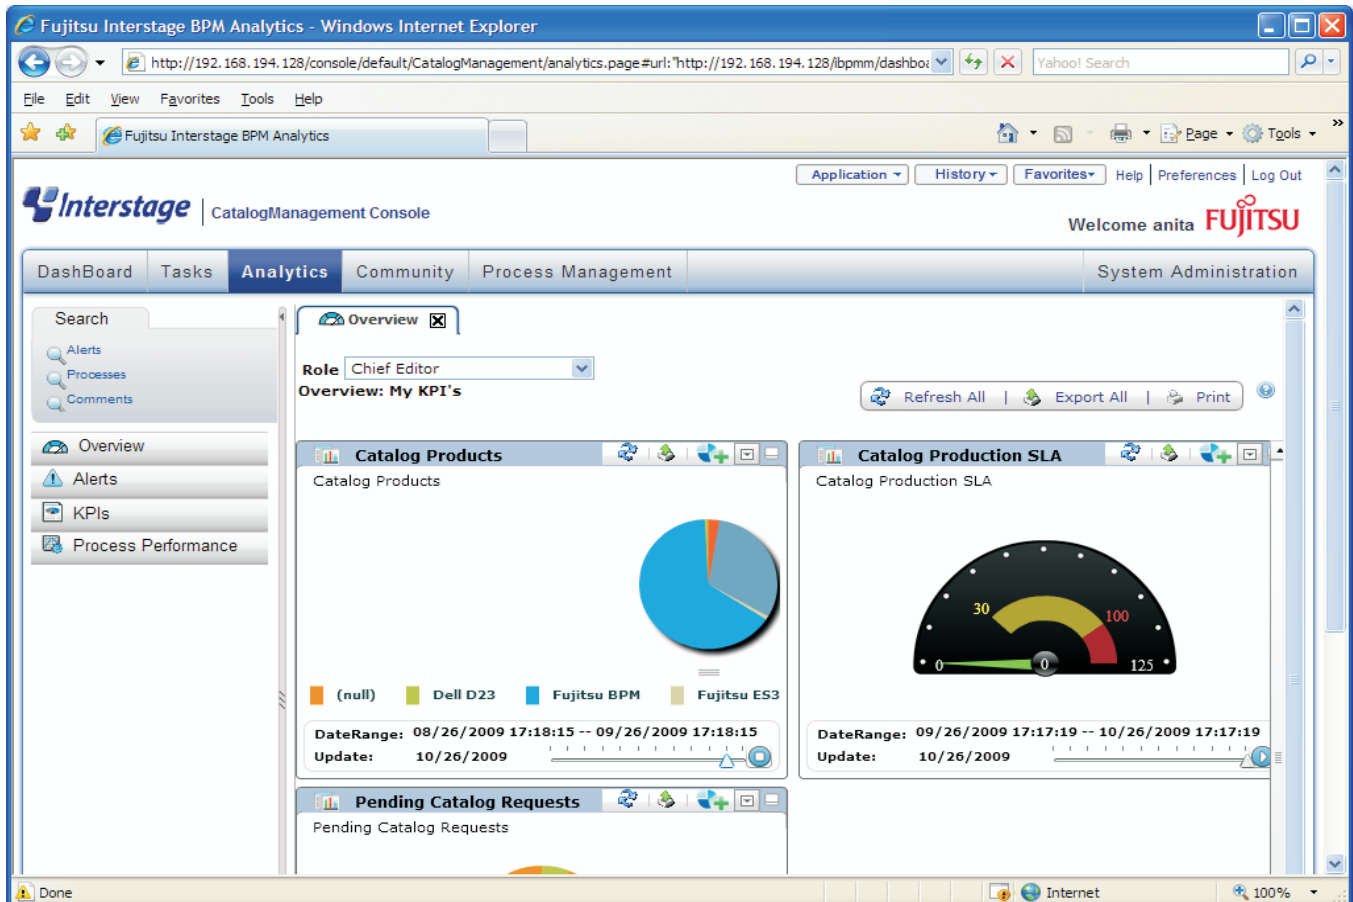 Fujitsu Interstage BPM Analytics - Windows Internet Explorer
http://192.168.194.128/console/default/CatalogManagement/analytics.page#url:"http://192.168.194.128/ibpmm/dashboa
Yahoo! Search
File Edit View Favorites Tools Help
Fujitsu Interstage BPM Analytics
Page Tools »
Application History Favorites Help | Preferences | Log Out
Interstage | CatalogManagement Console
Welcome anita FUJITSU
DashBoard Tasks Analytics Community Process Management System Administration
Search
Alerts
Processes
Comments
Overview
Alerts
KPIs
Process Performance
Overview
Role Chief Editor
Overview: My KPI's
Refresh All | Export All | Print
Catalog Products
Catalog Products
(null) Dell D23 Fujitsu BPM Fujitsu ES3
DateRange: 08/26/2009 17:18:15 -- 09/26/2009 17:18:15
Update: 10/26/2009
Catalog Production SLA
Catalog Production SLA
30
100
0 0 125
DateRange: 09/26/2009 17:17:19 -- 10/26/2009 17:17:19
Update: 10/26/2009
Pending Catalog Requests
Pending Catalog Requests
Done Internet 100%